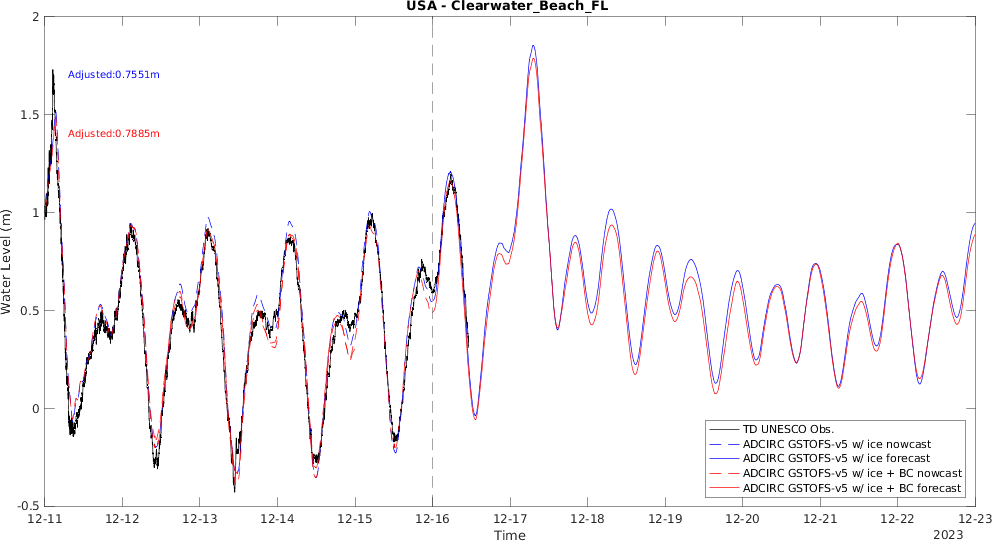 USA - Clearwater_Beach_FL
2
1.5
1
0.5
0
-0.5
Water Level (m)
Adjusted:0.7551m
Adjusted:0.7885m
TD UNESCO Obs.
ADCIRC GSTOFS-v5 w/ ice nowcast
ADCIRC GSTOFS-v5 w/ ice forecast
ADCIRC GSTOFS-v5 w/ ice + BC nowcast
ADCIRC GSTOFS-v5 w/ ice + BC forecast
12-11 12-12 12-13 12-14 12-15 12-16 12-17 12-18 12-19 12-20 12-21 12-22 12-23
Time
2023